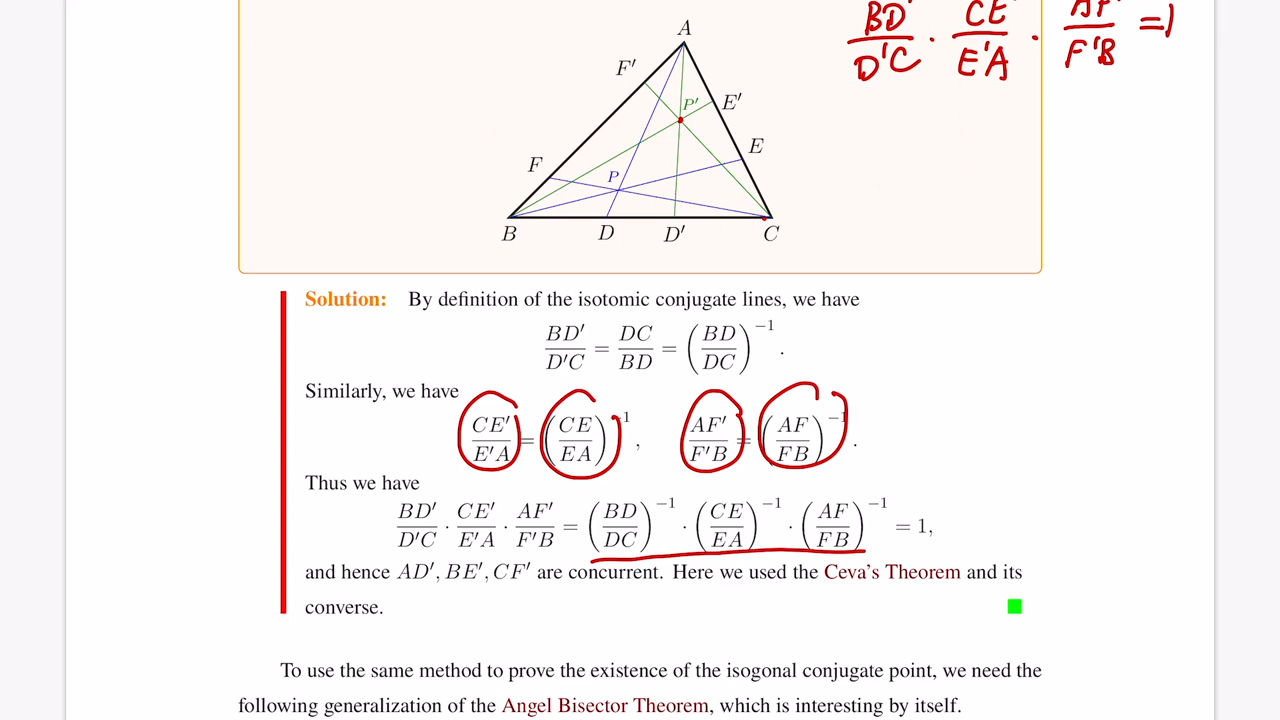 BD' / D'C · CE' / E'A · AF' / F'B = 1
A
F'
P'
E'
E
F
P
B D D' C
Solution: By definition of the isotomic conjugate lines, we have
BD' / D'C = DC / BD = (BD / DC)^{-1} .
Similarly, we have
CE' / E'A = (CE / EA)^{-1} , AF' / F'B = (AF / FB)^{-1} .
Thus we have
BD' / D'C · CE' / E'A · AF' / F'B = (BD / DC)^{-1} · (CE / EA)^{-1} · (AF / FB)^{-1} = 1,
and hence AD', BE', CF' are concurrent. Here we used the Ceva's Theorem and its
converse.
To use the same method to prove the existence of the isogonal conjugate point, we need the
following generalization of the Angel Bisector Theorem, which is interesting by itself.